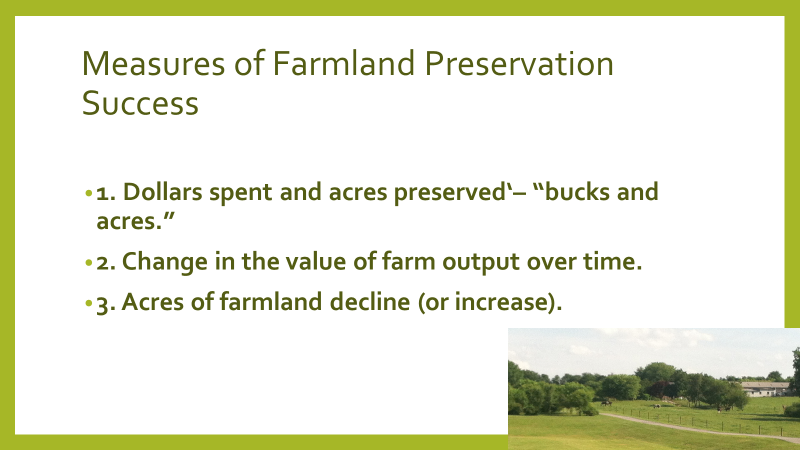 Measures of Farmland Preservation
Success
•1. Dollars spent and acres preserved‘– “bucks and
acres.”
•2. Change in the value of farm output over time.
•3. Acres of farmland decline (or increase).